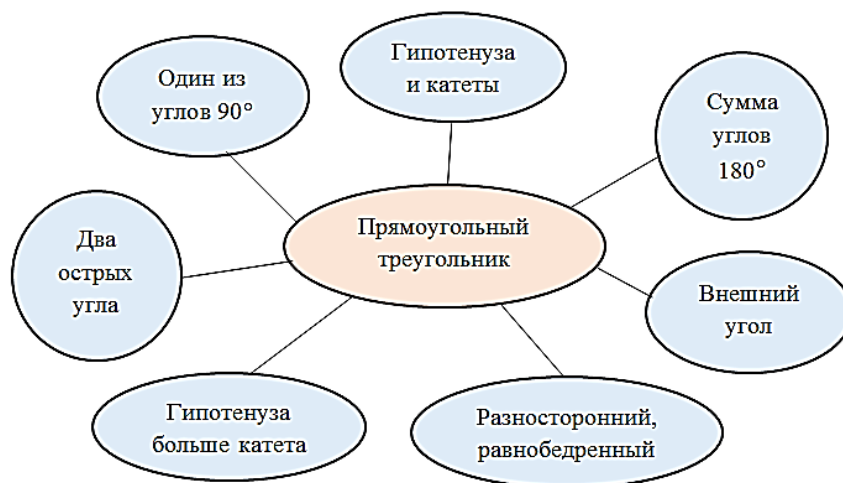 Гипотенуза
и катеты
Один из
углов 90°
Сумма
углов
180°
Прямоугольный
треугольник
Два
острых
угла
Внешний
угол
Гипотенуза
больше катета
Разносторонний,
равнобедренный